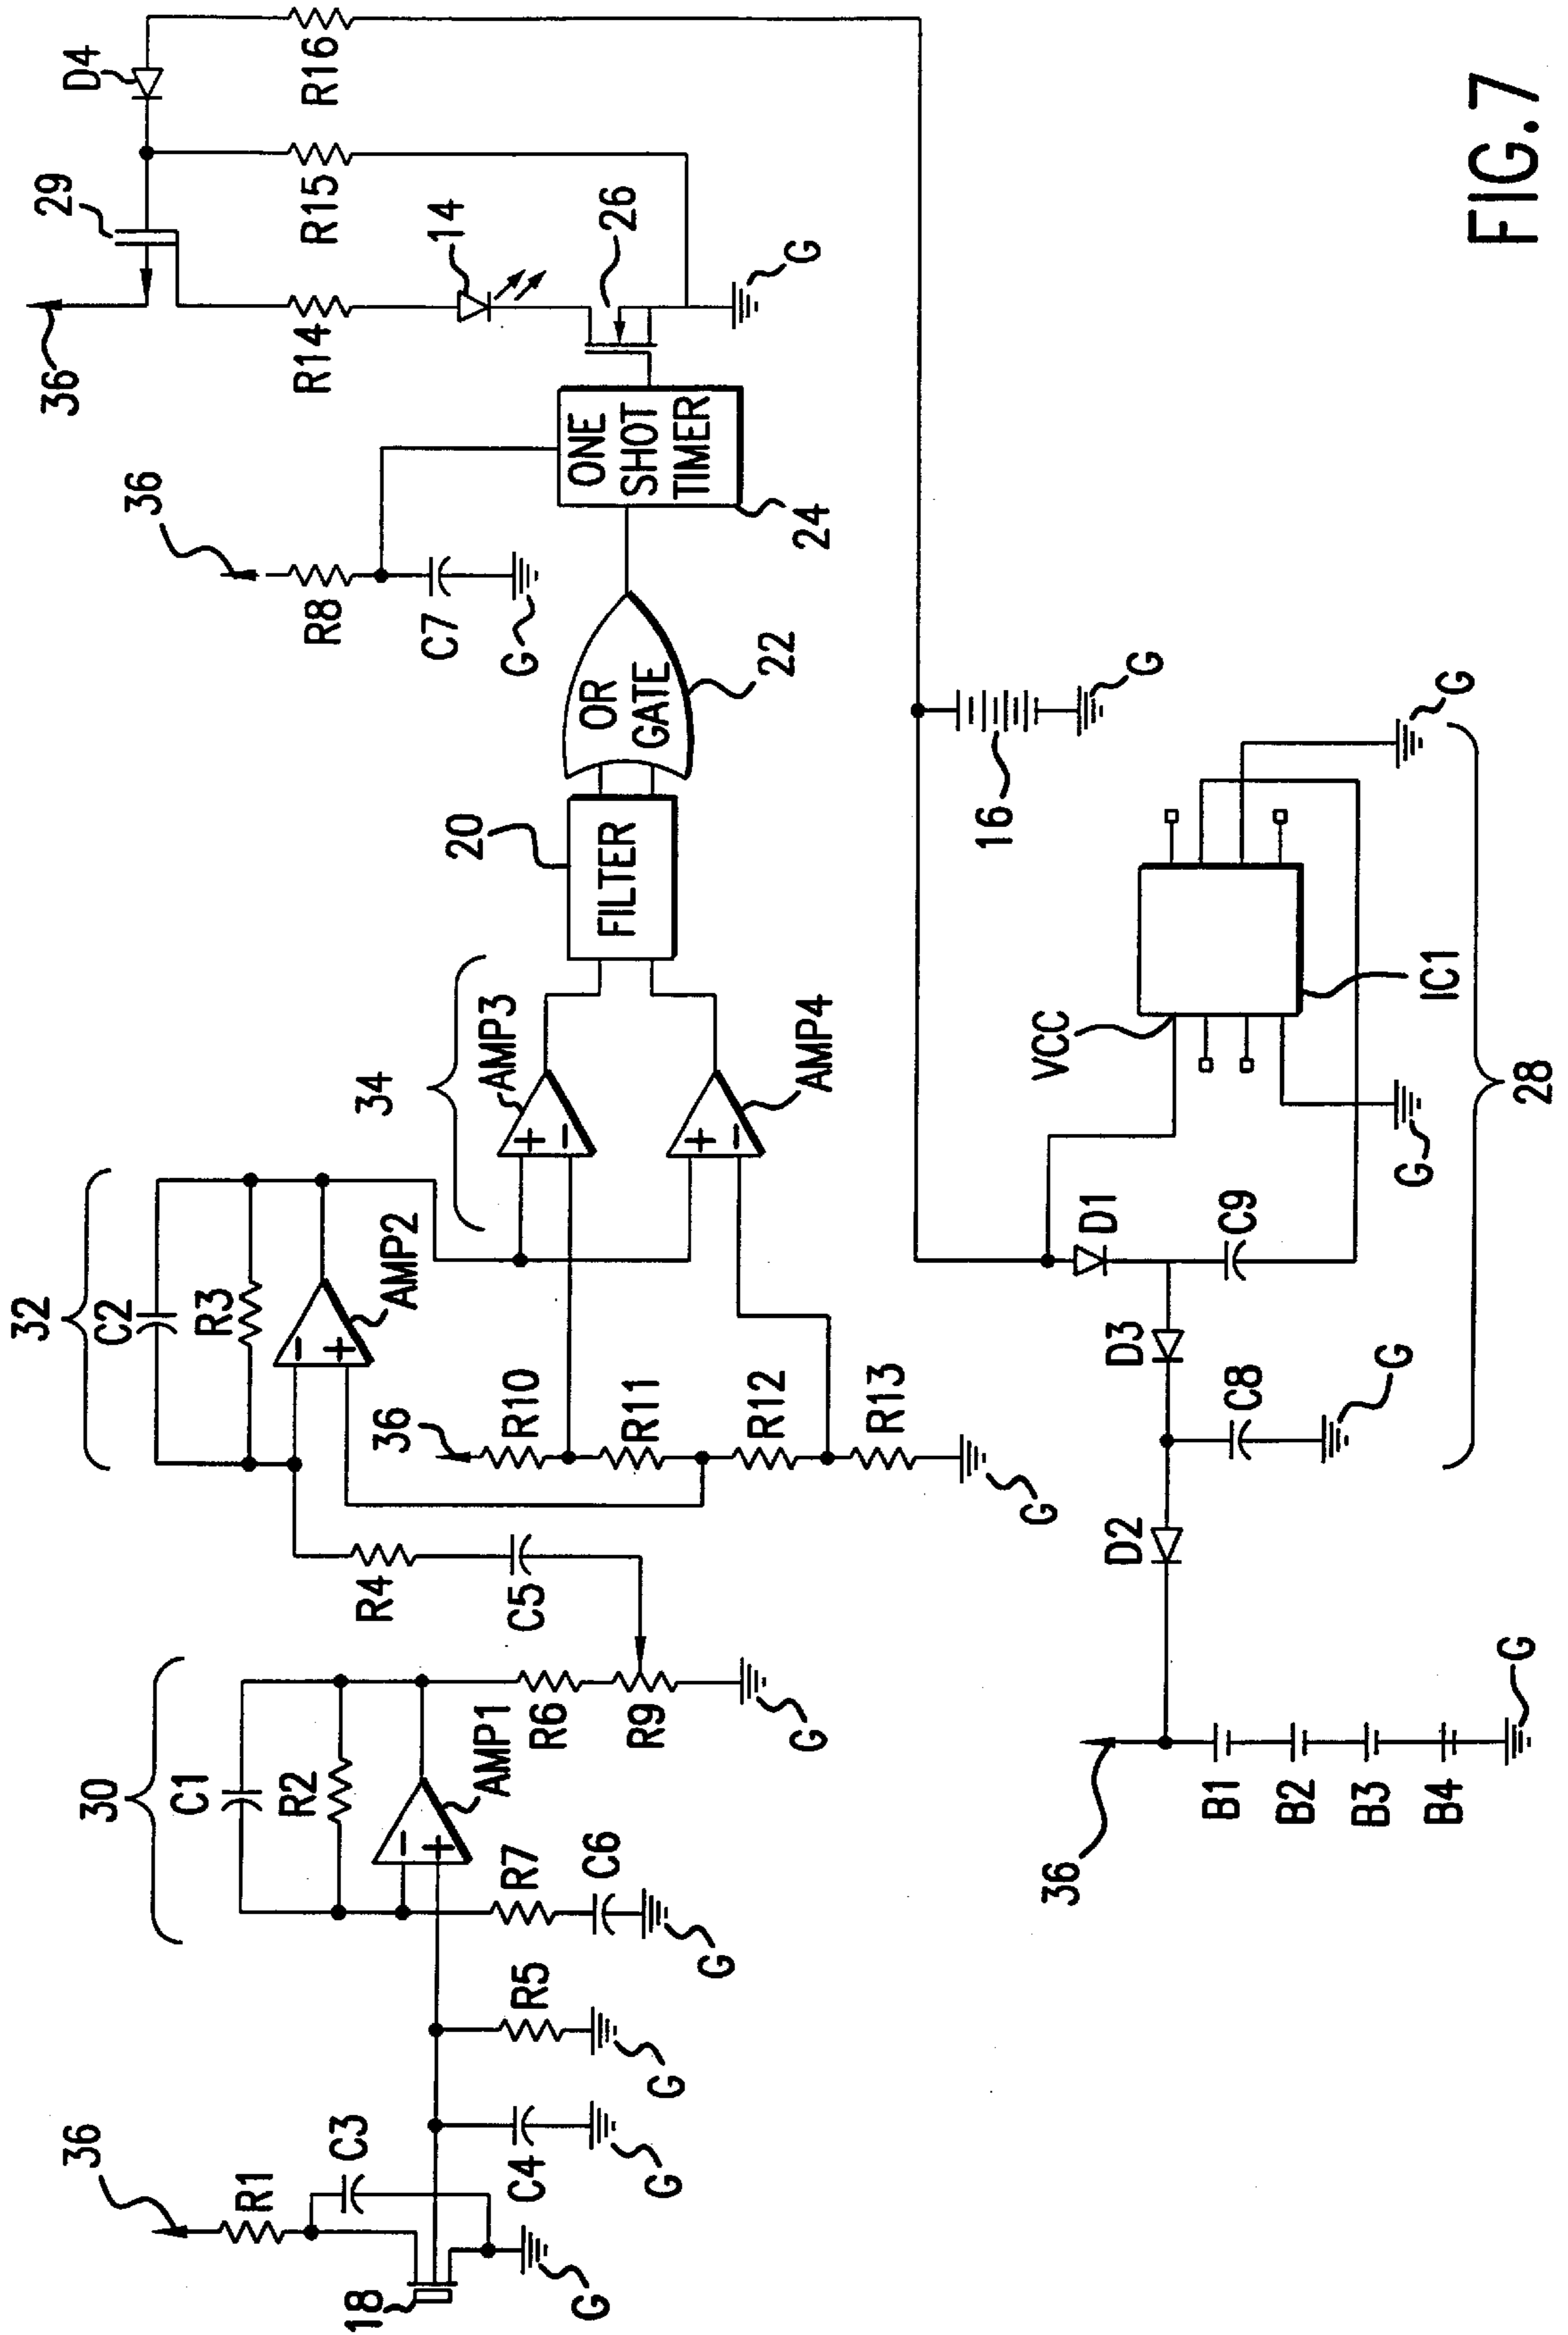 36
18
R1
C3
G
C4
G
R5
G
30
C1
R2
AMP1
R7
C6
G
R6
R9
G
R4
C5
32
C2
R3
AMP2
36
R10
R11
R12
R13
G
34
AMP3
+
−
AMP4
+
−
−
+
−
+
20
FILTER
OR
GATE
22
36
R8
C7
G
ONE
SHOT
TIMER
24
36
29
D4
R14
R15
R16
14
26
G
16
G
VCC
IC1
G
G
D1
C9
D3
C8
G
D2
28
36
B1
B2
B3
B4
G
FIG.7